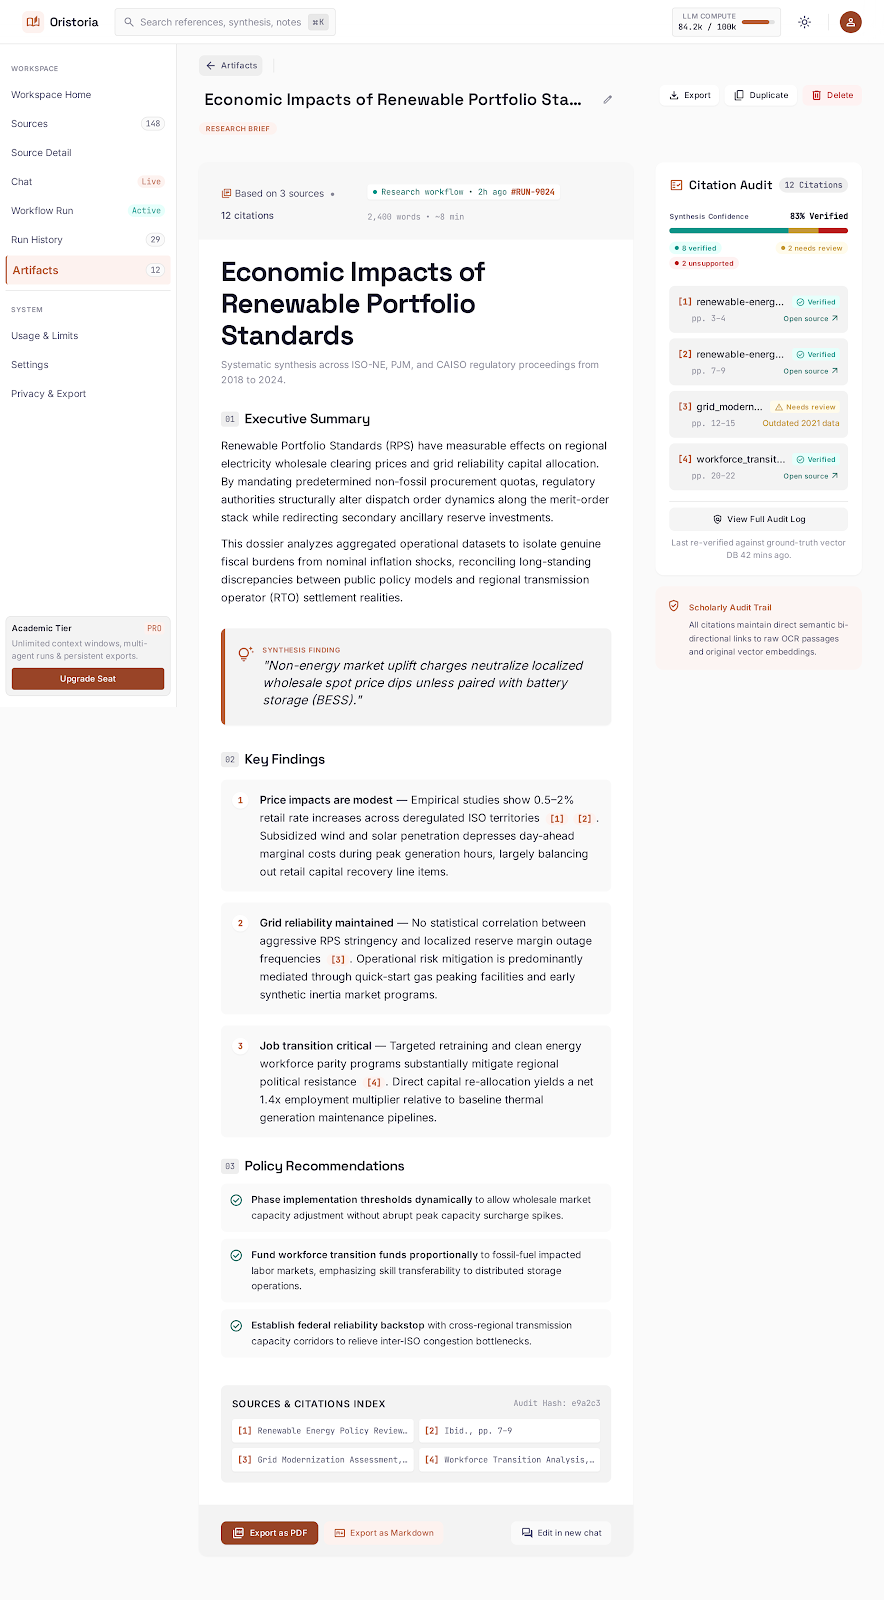 Oristoria
Search references, synthesis, notes ⌘K
LLM COMPUTE
84.2k / 100k
WORKSPACE
Workspace Home
Sources 148
Source Detail
Chat Live
Workflow Run Active
Run History 29
Artifacts 12
SYSTEM
Usage & Limits
Settings
Privacy & Export
Academic Tier PRO
Unlimited context windows, multi-
agent runs & persistent exports.
Upgrade Seat
Artifacts
Economic Impacts of Renewable Portfolio Sta...
RESEARCH BRIEF
Export
Duplicate
Delete
Based on 3 sources •
12 citations
• Research workflow • 2h ago #RUN-9024
2,400 words • ~8 min
Economic Impacts of
Renewable Portfolio
Standards
Systematic synthesis across ISO-NE, PJM, and CAISO regulatory proceedings from
2018 to 2024.
01 Executive Summary
Renewable Portfolio Standards (RPS) have measurable effects on regional
electricity wholesale clearing prices and grid reliability capital allocation.
By mandating predetermined non-fossil procurement quotas, regulatory
authorities structurally alter dispatch order dynamics along the merit-order
stack while redirecting secondary ancillary reserve investments.
This dossier analyzes aggregated operational datasets to isolate genuine
fiscal burdens from nominal inflation shocks, reconciling long-standing
discrepancies between public policy models and regional transmission
operator (RTO) settlement realities.
SYNTHESIS FINDING
"Non-energy market uplift charges neutralize localized
wholesale spot price dips unless paired with battery
storage (BESS)."
02 Key Findings
1 Price impacts are modest — Empirical studies show 0.5–2%
retail rate increases across deregulated ISO territories [1] [2].
Subsidized wind and solar penetration depresses day-ahead
marginal costs during peak generation hours, largely balancing
out retail capital recovery line items.
2 Grid reliability maintained — No statistical correlation between
aggressive RPS stringency and localized reserve margin outage
frequencies [3]. Operational risk mitigation is predominantly
mediated through quick-start gas peaking facilities and early
synthetic inertia market programs.
3 Job transition critical — Targeted retraining and clean energy
workforce parity programs substantially mitigate regional
political resistance [4]. Direct capital re-allocation yields a net
1.4x employment multiplier relative to baseline thermal
generation maintenance pipelines.
03 Policy Recommendations
Phase implementation thresholds dynamically to allow wholesale market
capacity adjustment without abrupt peak capacity surcharge spikes.
Fund workforce transition funds proportionally to fossil-fuel impacted
labor markets, emphasizing skill transferability to distributed storage
operations.
Establish federal reliability backstop with cross-regional transmission
capacity corridors to relieve inter-ISO congestion bottlenecks.
SOURCES & CITATIONS INDEX Audit Hash: e9a2c3
[1] Renewable Energy Policy Review…
[2] Ibid., pp. 7-9
[3] Grid Modernization Assessment,…
[4] Workforce Transition Analysis,…
Export as PDF
Export as Markdown
Edit in new chat
Citation Audit 12 Citations
Synthesis Confidence 83% Verified
• 8 verified
• 2 needs review
• 2 unsupported
[1] renewable-energ... Verified
pp. 3-4 Open source ↗
[2] renewable-energ... Verified
pp. 7-9 Open source ↗
[3] grid_modern... Needs review
pp. 12-15 Outdated 2021 data
[4] workforce_transit... Verified
pp. 20-22 Open source ↗
View Full Audit Log
Last re-verified against ground-truth vector
DB 42 mins ago.
Scholarly Audit Trail
All citations maintain direct semantic bi-
directional links to raw OCR passages
and original vector embeddings.